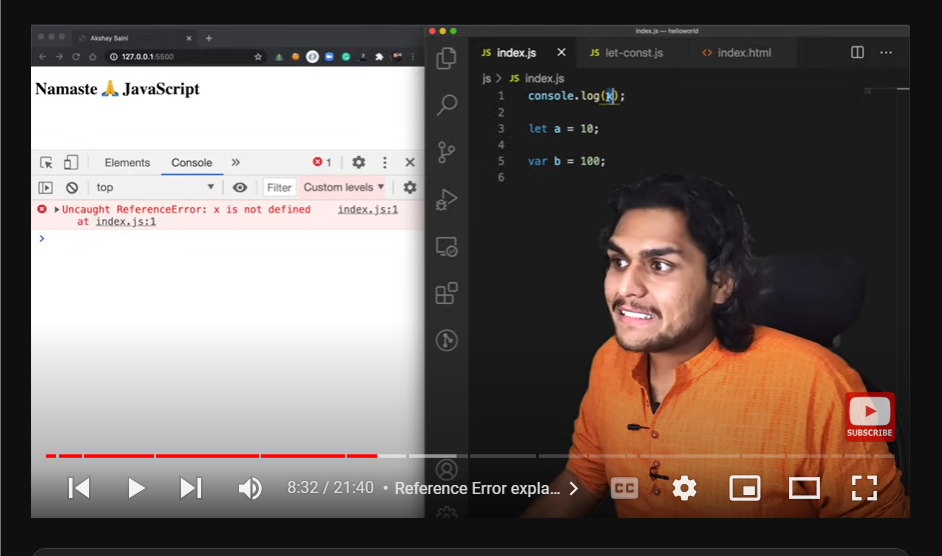 Akshay Saini
127.0.0.1:5500
Namaste 🙏 JavaScript
Elements Console » 1
top Filter Custom levels ▼
Uncaught ReferenceError: x is not defined index.js:1
at index.js:1
>
index.js — helloworld
JS index.js × JS let-const.js <> index.html ...
js > JS index.js
1 console.log(x);
2
3 let a = 10;
4
5 var b = 100;
6
SUBSCRIBE
8:32 / 21:40 • Reference Error expla... >
CC